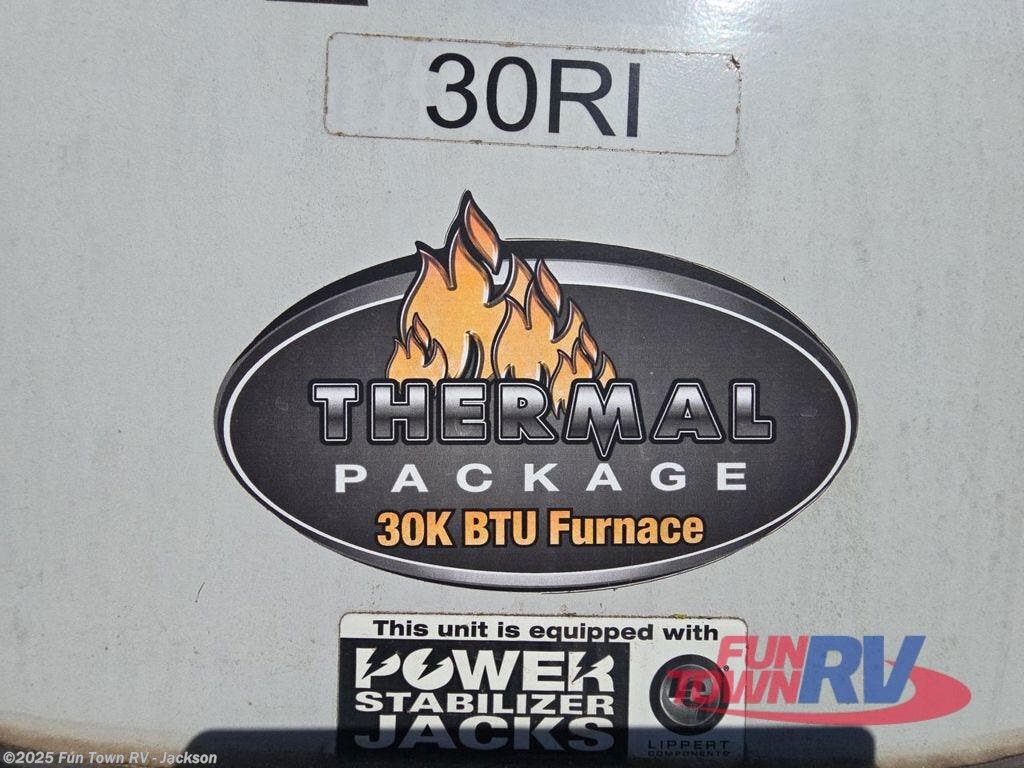 30RI
THERMAL
PACKAGE
30K BTU Furnace
This unit is equipped with
POWER
STABILIZER
JACKS
LIPPERT
COMPONENTS
FUN
TOWN RV
©2025 Fun Town RV - Jackson